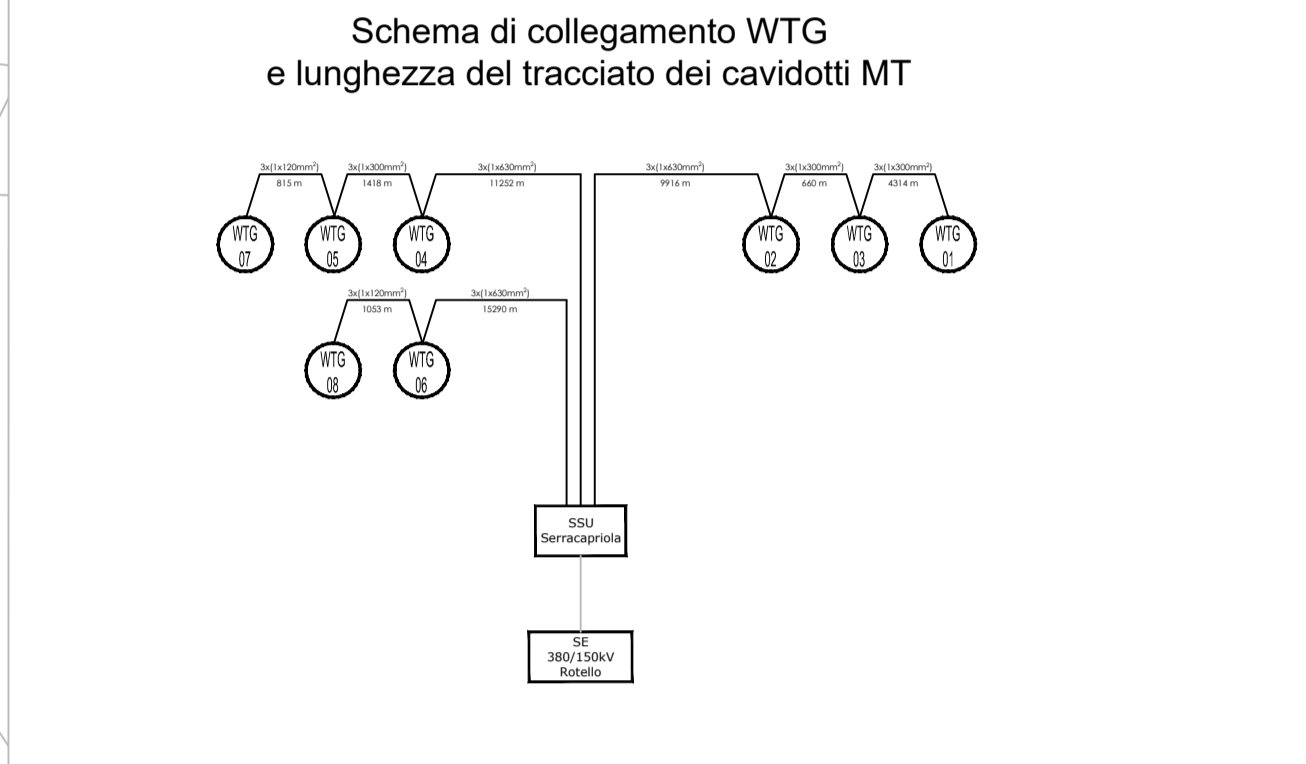 Schema di collegamento WTG
e lunghezza del tracciato dei cavidotti MT
3x(1x120mm²)
815 m
3x(1x300mm²)
1418 m
3x(1x630mm²)
11252 m
3x(1x630mm²)
9916 m
3x(1x300mm²)
660 m
3x(1x300mm²)
4314 m
WTG
07
WTG
05
WTG
04
WTG
02
WTG
03
WTG
01
3x(1x120mm²)
1053 m
3x(1x630mm²)
15290 m
WTG
08
WTG
06
SSU
Serracapriola
SE
380/150kV
Rotello